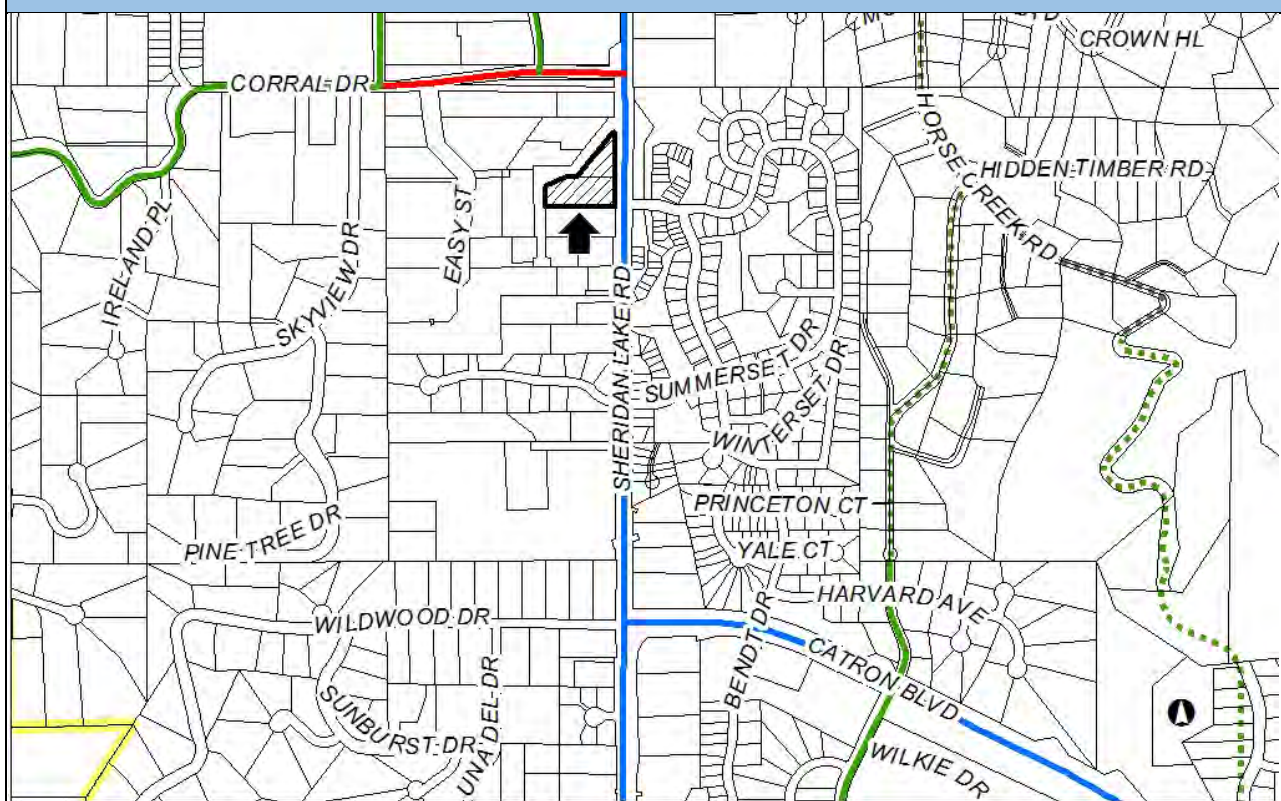 CROWN HL
CORRAL DR
HORSE CREEK RD
HIDDEN TIMBER RD
IRELAND PL
SKYVIEW DR
EASY ST
SHERIDAN LAKE RD
SUMMERSET DR
WINTERSET DR
PRINCETON CT
YALE CT
PINE TREE DR
HARVARD AVE
WILDWOOD DR
BENDT DR
CATRON BLVD
SUNBURST DR
UNA DEL DR
WILKIE DR